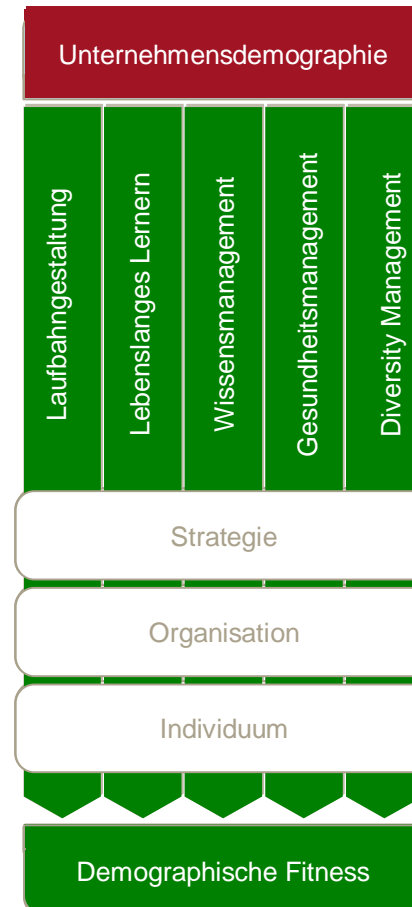 Unternehmensdemographie
Laufbahngestaltung
Lebenslanges Lernern
Wissensmanagement
Gesundheitsmanagement
Diversity Management
Strategie
Organisation
Individuum
Demographische Fitness